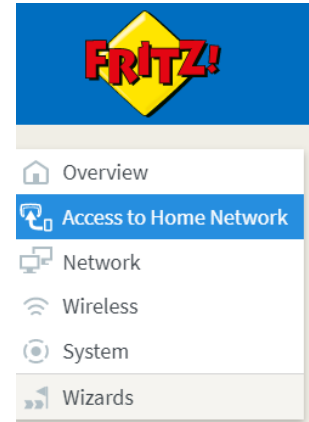 FRITZ!
Overview
Access to Home Network
Network
Wireless
System
Wizards